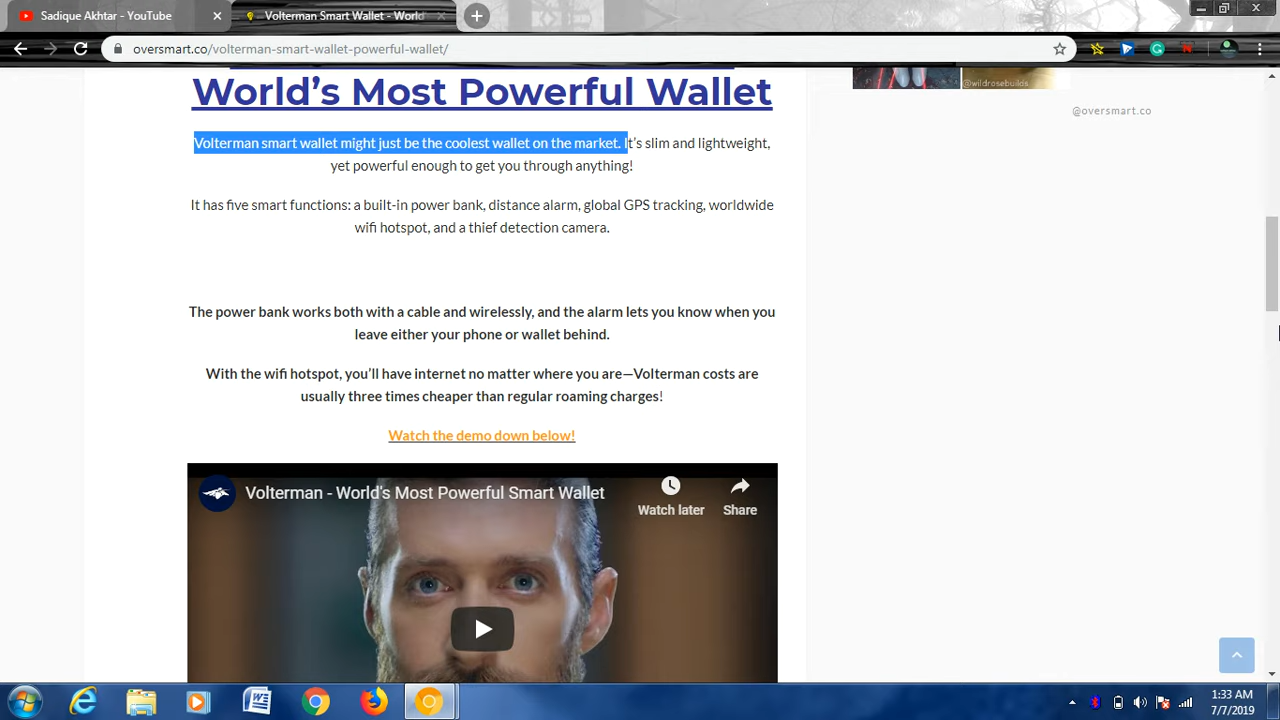 Sadique Akhtar - YouTube
Volterman Smart Wallet - World
oversmart.co/volterman-smart-wallet-powerful-wallet/
World's Most Powerful Wallet
@wildrosebuilds.
@oversmart.co
Volterman smart wallet might just be the coolest wallet on the market. It's slim and lightweight,
yet powerful enough to get you through anything!
It has five smart functions: a built-in power bank, distance alarm, global GPS tracking, worldwide
wifi hotspot, and a thief detection camera.
The power bank works both with a cable and wirelessly, and the alarm lets you know when you
leave either your phone or wallet behind.
With the wifi hotspot, you'll have internet no matter where you are—Volterman costs are
usually three times cheaper than regular roaming charges!
Watch the demo down below!
Volterman - World's Most Powerful Smart Wallet
Watch later
Share
1:33 AM
7/7/2019